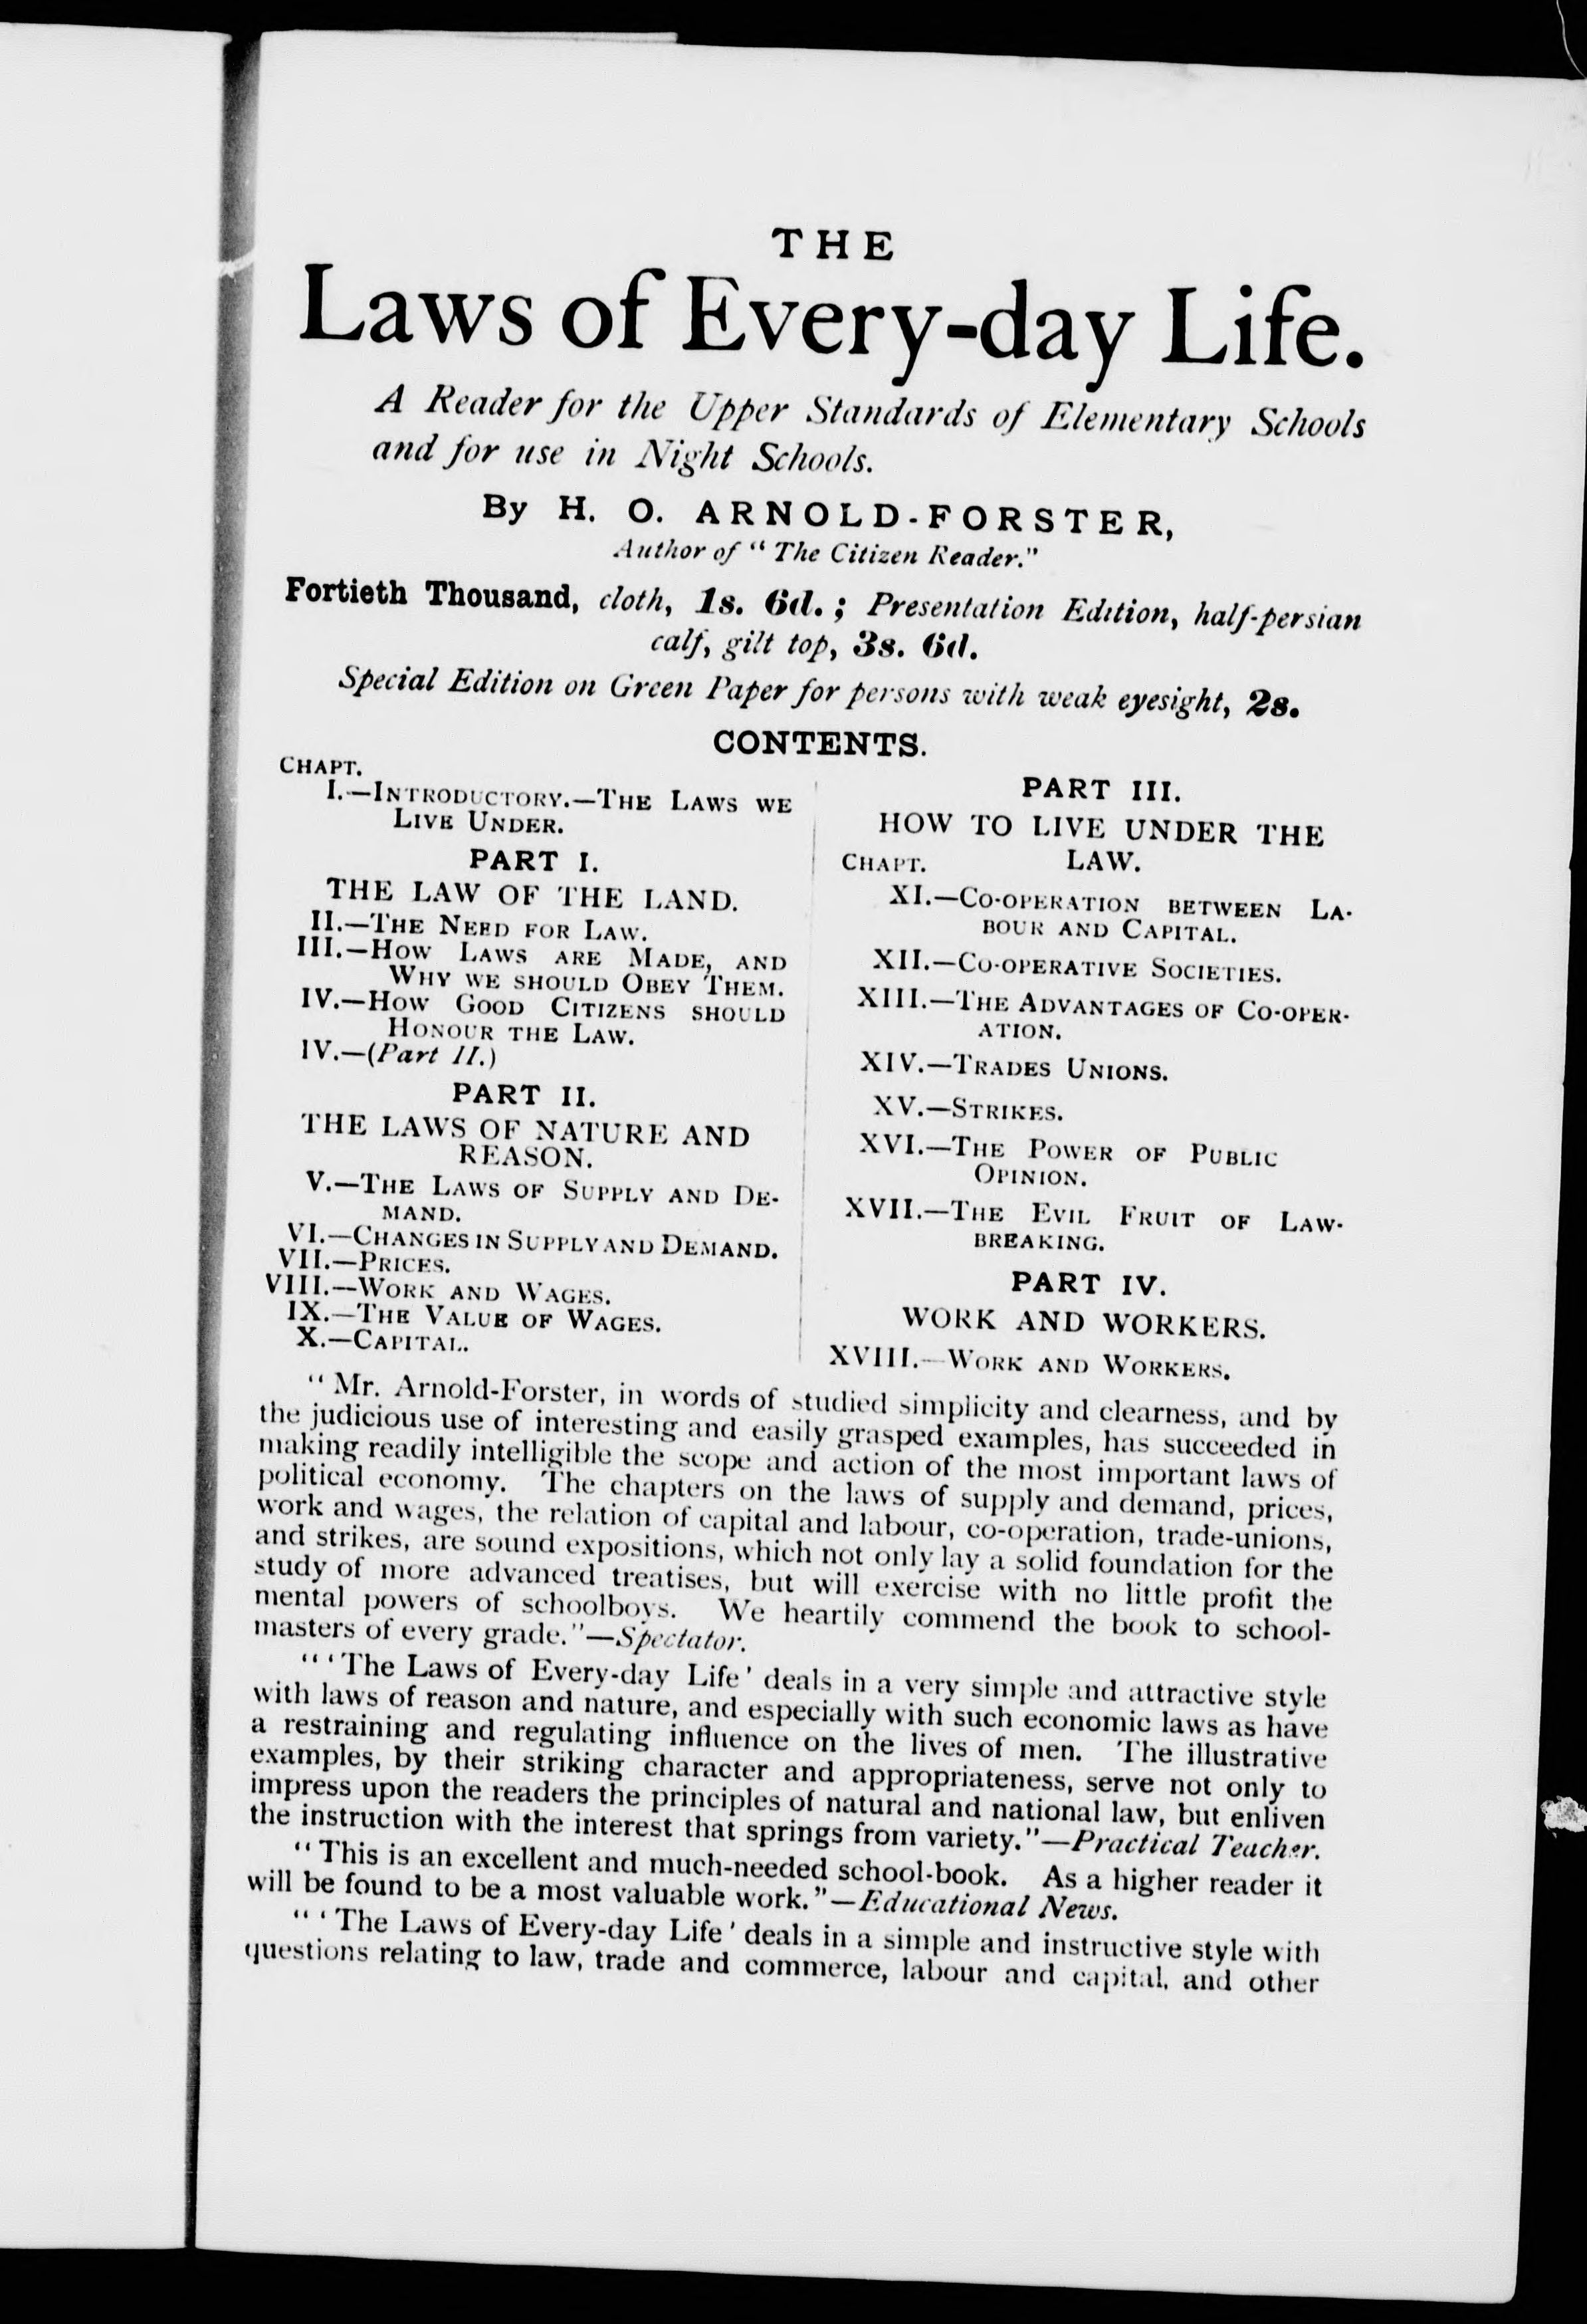 THE
Laws of Every-day Life.
A Reader for the Upper Standards of Elementary Schools
and for use in Night Schools.
By H. O. ARNOLD-FORSTER,
Author of "The Citizen Reader."
Fortieth Thousand, cloth, 1s. 6d.; Presentation Edition, half-persian
calf, gilt top, 3s. 6d.
Special Edition on Green Paper for persons with weak eyesight, 2s.
CONTENTS.
CHAPT.
I.—INTRODUCTORY.—THE LAWS WE
LIVE UNDER.
PART I.
THE LAW OF THE LAND.
II.—THE NEED FOR LAW.
III.—HOW LAWS ARE MADE, AND
WHY WE SHOULD OBEY THEM.
IV.—HOW GOOD CITIZENS SHOULD
HONOUR THE LAW.
IV.—(Part II.)
PART II.
THE LAWS OF NATURE AND
REASON.
V.—THE LAWS OF SUPPLY AND DE-
MAND.
VI.—CHANGES IN SUPPLY AND DEMAND.
VII.—PRICES.
VIII.—WORK AND WAGES.
IX.—THE VALUE OF WAGES.
X.—CAPITAL.
PART III.
HOW TO LIVE UNDER THE
CHAPT. LAW.
XI.—CO-OPERATION BETWEEN LA-
BOUR AND CAPITAL.
XII.—CO-OPERATIVE SOCIETIES.
XIII.—THE ADVANTAGES OF CO-OPER-
ATION.
XIV.—TRADES UNIONS.
XV.—STRIKES.
XVI.—THE POWER OF PUBLIC
OPINION.
XVII.—THE EVIL FRUIT OF LAW-
BREAKING.
PART IV.
WORK AND WORKERS.
XVIII.—WORK AND WORKERS.
"Mr. Arnold-Forster, in words of studied simplicity and clearness, and by
the judicious use of interesting and easily grasped examples, has succeeded in
making readily intelligible the scope and action of the most important laws of
political economy. The chapters on the laws of supply and demand, prices,
work and wages, the relation of capital and labour, co-operation, trade-unions,
and strikes, are sound expositions, which not only lay a solid foundation for the
study of more advanced treatises, but will exercise with no little profit the
mental powers of schoolboys. We heartily commend the book to school-
masters of every grade."—Spectator.
"'The Laws of Every-day Life' deals in a very simple and attractive style
with laws of reason and nature, and especially with such economic laws as have
a restraining and regulating influence on the lives of men. The illustrative
examples, by their striking character and appropriateness, serve not only to
impress upon the readers the principles of natural and national law, but enliven
the instruction with the interest that springs from variety."—Practical Teacher.
"This is an excellent and much-needed school-book. As a higher reader it
will be found to be a most valuable work."—Educational News.
"'The Laws of Every-day Life' deals in a simple and instructive style with
questions relating to law, trade and commerce, labour and capital, and other